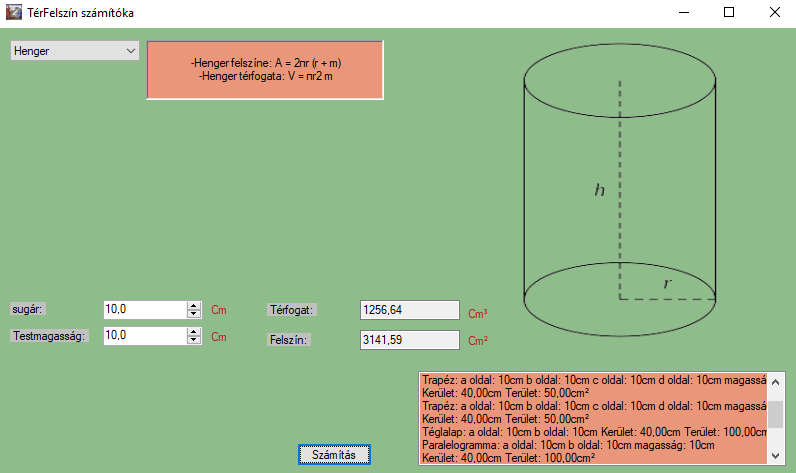 TérFelszín számítóka
Henger
-Henger felszíne: A = 2πr (r + m)
-Henger térfogata: V = πr2 m
h
r
sugár: 10,0 Cm Térfogat: 1256,64 Cm³
Testmagasság: 10,0 Cm Felszín: 3141,59 Cm²
Trapéz: a oldal: 10cm b oldal: 10cm c oldal: 10cm d oldal: 10cm magassá
Kerület: 40,00cm Terület: 50,00cm²
Trapéz: a oldal: 10cm b oldal: 10cm c oldal: 10cm d oldal: 10cm magassá
Kerület: 40,00cm Terület: 50,00cm²
Téglalap: a oldal: 10cm b oldal: 10cm Kerület: 40,00cm Terület: 100,00cm
Paralelogramma: a oldal: 10cm b oldal: 10cm magasság: 10cm
Kerület: 40,00cm Terület: 100,00cm²
Számítás